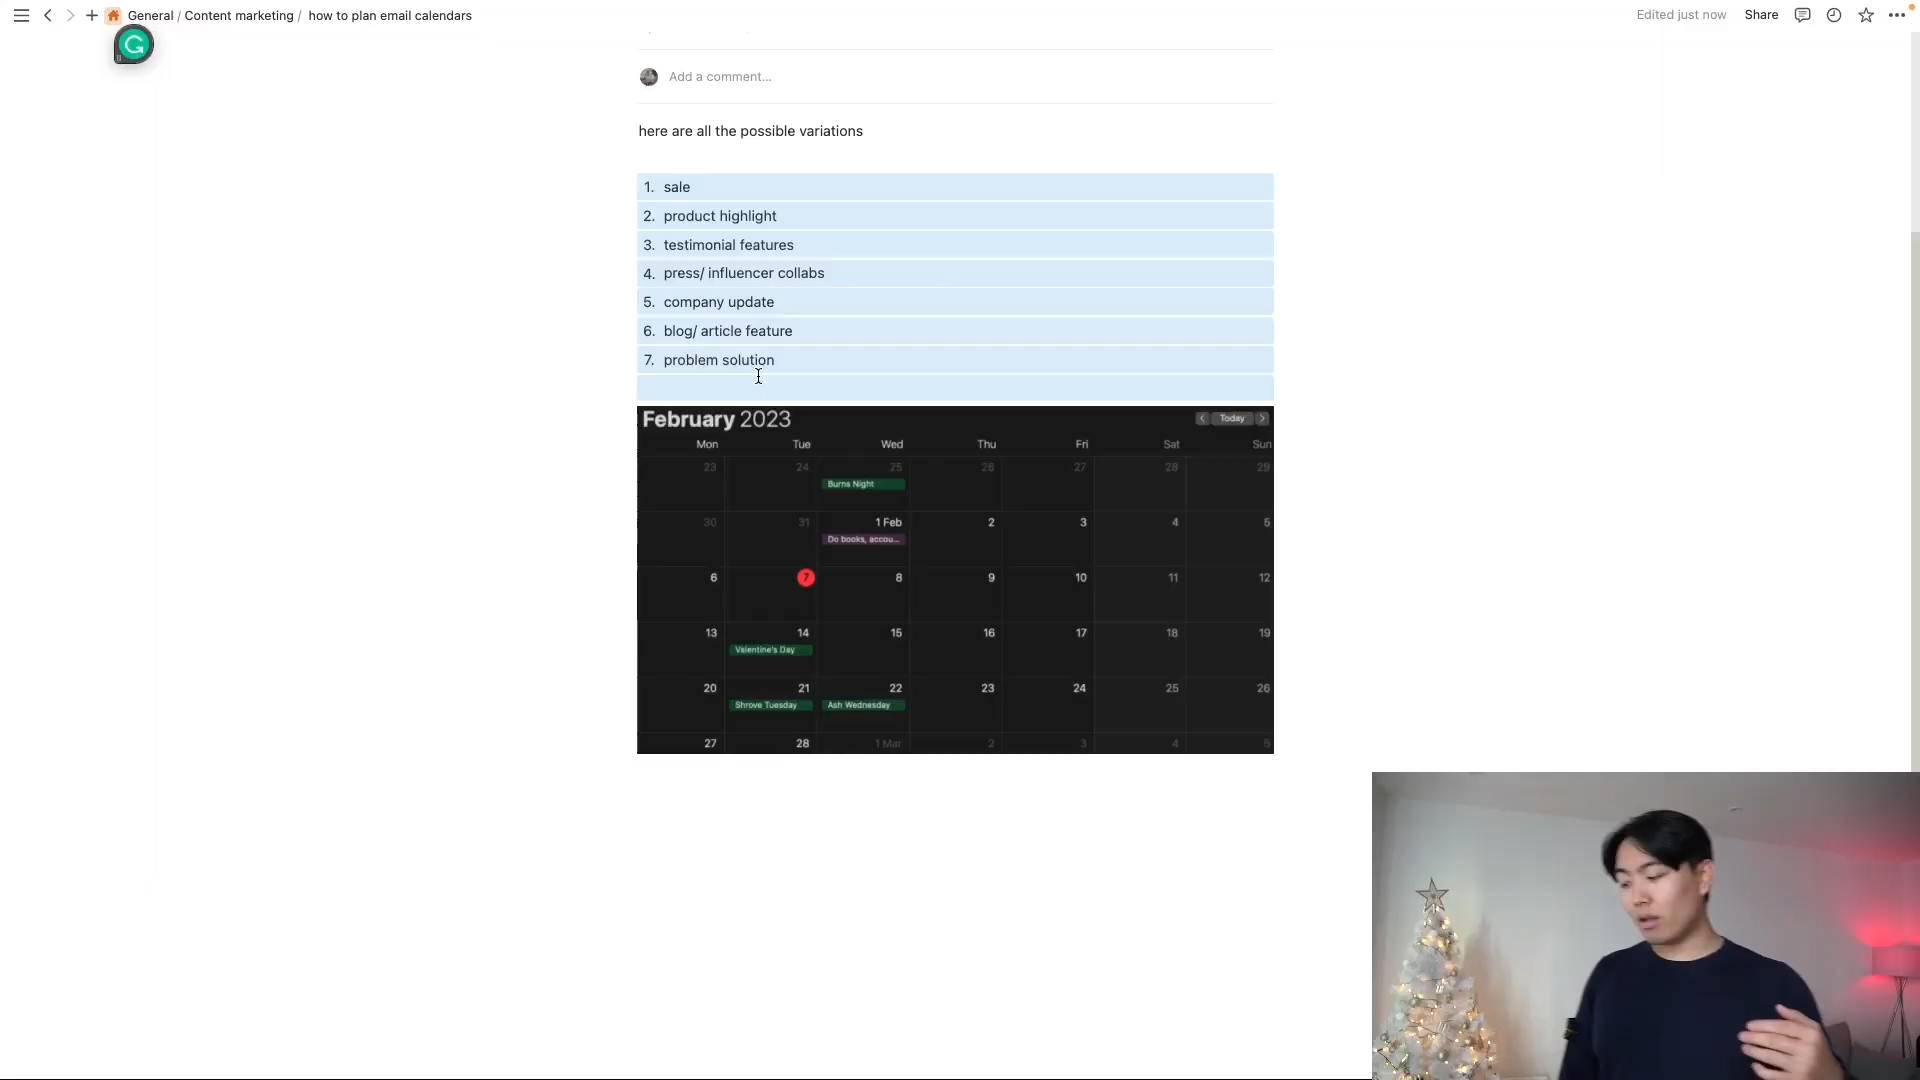 General / Content marketing / how to plan email calendars
Edited just now Share
Add a comment...
here are all the possible variations
1. sale
2. product highlight
3. testimonial features
4. press/ influencer collabs
5. company update
6. blog/ article feature
7. problem solution
February 2023
Today
Mon Tue Wed Thu Fri Sat Sun
23 24 25 26 27 28 29
Burns Night
30 31 1 Feb 2 3 4 5
Do books, accou...
6 7 8 9 10 11 12
13 14 15 16 17 18 19
Valentine's Day
20 21 22 23 24 25 26
Shrove Tuesday Ash Wednesday
27 28 1 Mar 2 3 4 5